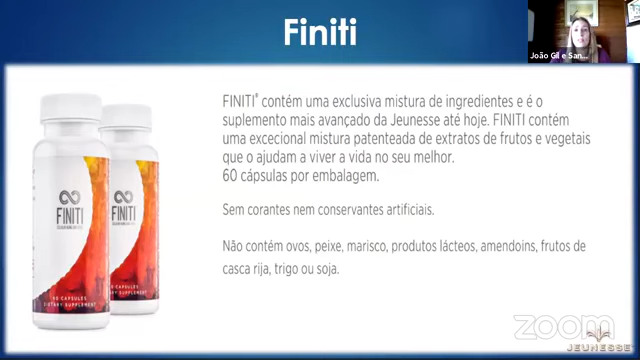 Finiti
João Gil e San...
FINITI® contém uma exclusiva mistura de ingredientes e é o
suplemento mais avançado da Jeunesse até hoje. FINITI contém
uma excecional mistura patenteada de extratos de frutos e vegetais
que o ajudam a viver a vida no seu melhor.
60 cápsulas por embalagem.
Sem corantes nem conservantes artificiais.
Não contém ovos, peixe, marisco, produtos lácteos, amendoins, frutos de
casca rija, trigo ou soja.
FINITI
60 CAPSULES
DIETARY SUPPLEMENT
FINITI
zoom
JEUNESSE